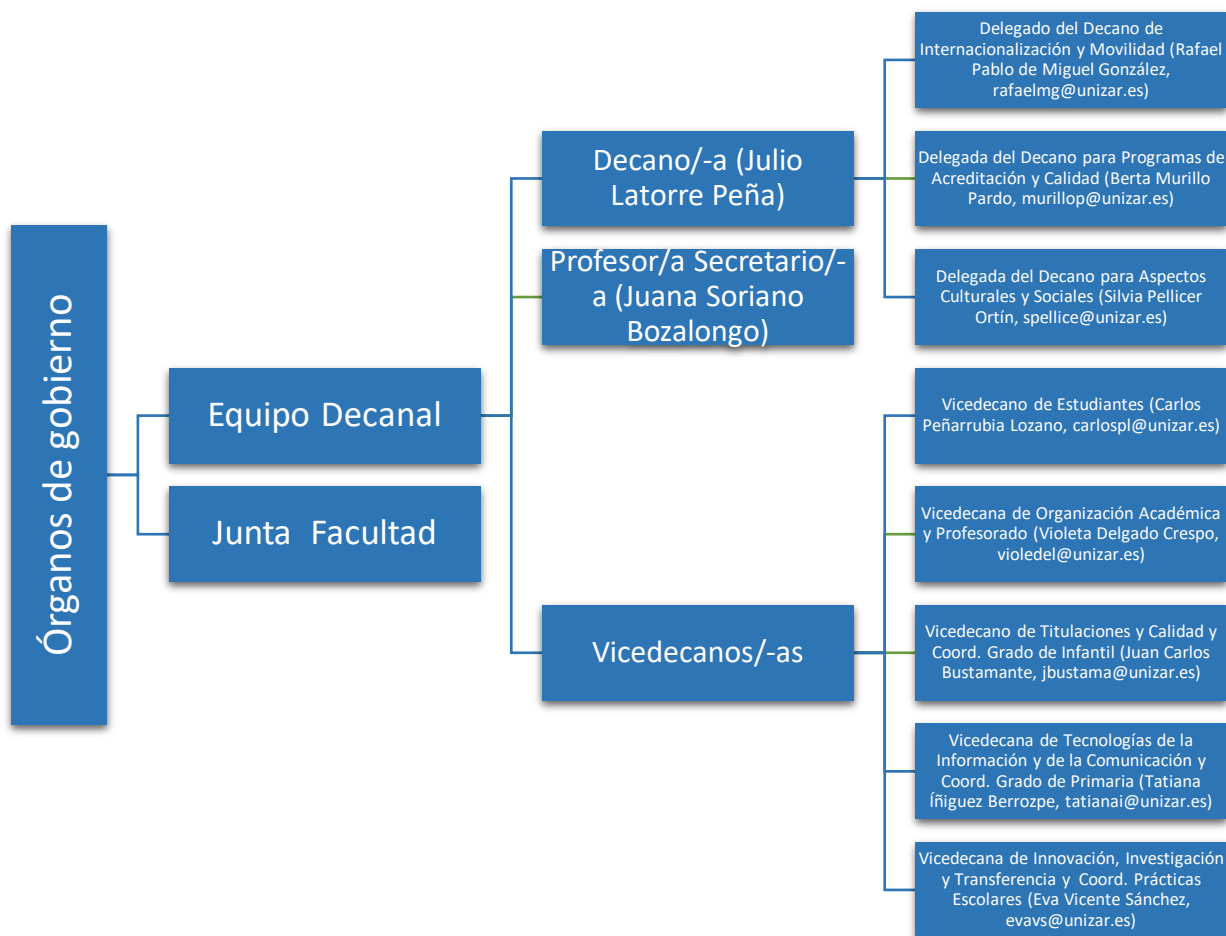 Órganos de gobierno
Equipo Decanal
Junta Facultad
Decano/-a (Julio
Latorre Peña)
Profesor/a Secretario/-
a (Juana Soriano
Bozalongo)
Vicedecanos/-as
Delegado del Decano de
Internacionalización y Movilidad (Rafael
Pablo de Miguel González,
rafaelmg@unizar.es)
Delegada del Decano para Programas de
Acreditación y Calidad (Berta Murillo
Pardo, murillop@unizar.es)
Delegada del Decano para Aspectos
Culturales y Sociales (Silvia Pellicer
Ortín, spellice@unizar.es)
Vicedecano de Estudiantes (Carlos
Peñarrubia Lozano, carlospl@unizar.es)
Vicedecana de Organización Académica
y Profesorado (Violeta Delgado Crespo,
violedel@unizar.es)
Vicedecano de Titulaciones y Calidad y
Coord. Grado de Infantil (Juan Carlos
Bustamante, jbustama@unizar.es)
Vicedecana de Tecnologías de la
Información y de la Comunicación y
Coord. Grado de Primaria (Tatiana
Íñiguez Berrozpe, tatianai@unizar.es)
Vicedecana de Innovación, Investigación
y Transferencia y Coord. Prácticas
Escolares (Eva Vicente Sánchez,
evavs@unizar.es)